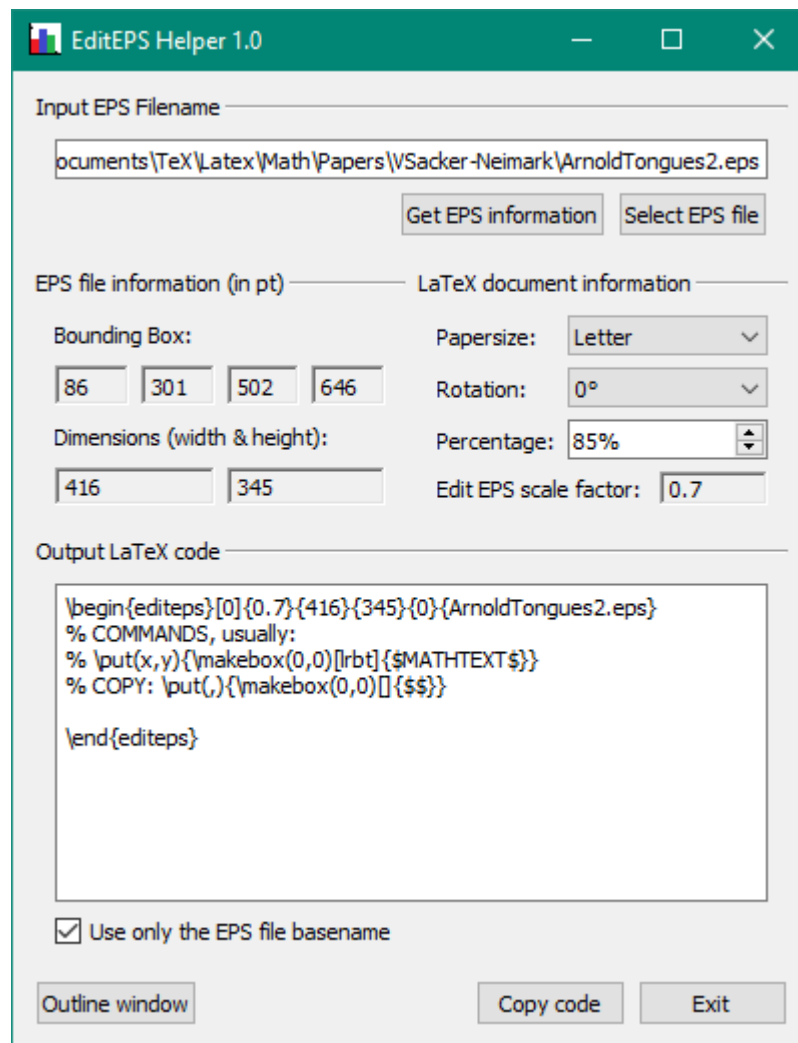 EditEPS Helper 1.0
Input EPS Filename
ocuments\TeX\Latex\Math\Papers\VSacker-Neimark\ArnoldTongues2.eps
Get EPS information Select EPS file
EPS file information (in pt) LaTeX document information
Bounding Box: Papersize: Letter
86 301 502 646 Rotation: 0°
Dimensions (width & height): Percentage: 85%
416 345 Edit EPS scale factor: 0.7
Output LaTeX code
\begin{editeps}[0]{0.7}{416}{345}{0}{ArnoldTongues2.eps}
% COMMANDS, usually:
% \put(x,y){\makebox(0,0)[lrbt]{$MATHTEXT$}}
% COPY: \put(,){\makebox(0,0)[]{$$}}
\end{editeps}
Use only the EPS file basename
Outline window Copy code Exit